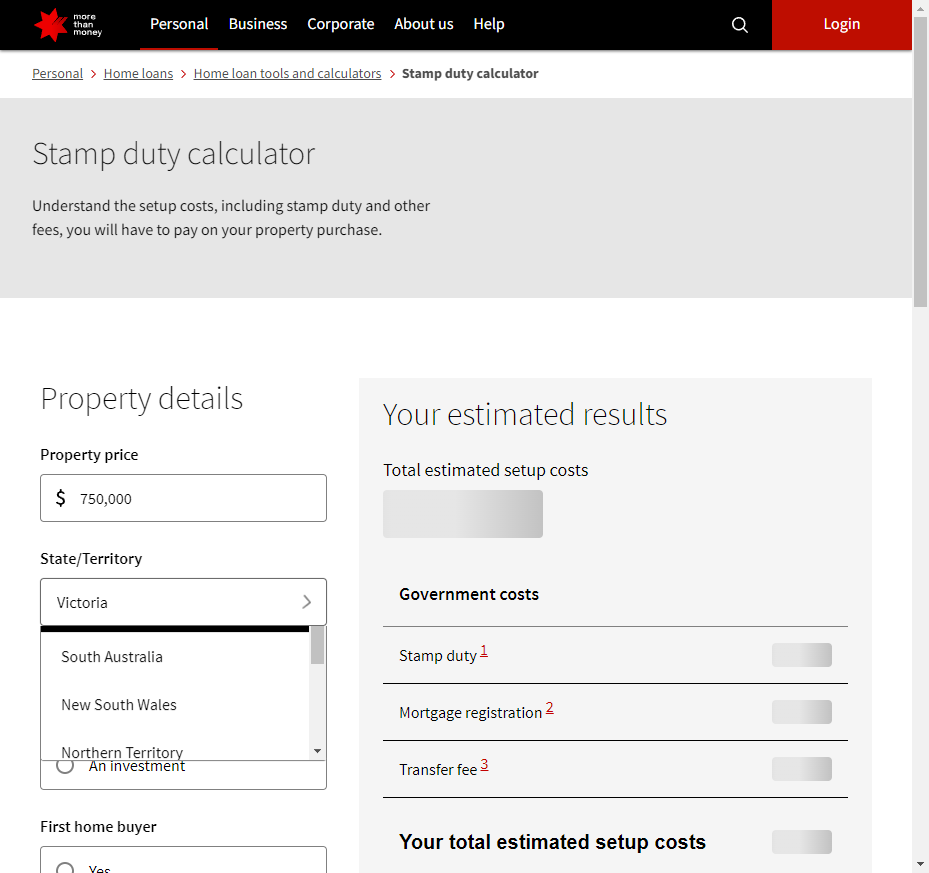 more
than
money
Personal
Business
Corporate
About us
Help
Login
Personal > Home loans > Home loan tools and calculators > Stamp duty calculator
Stamp duty calculator
Understand the setup costs, including stamp duty and other
fees, you will have to pay on your property purchase.
Property details
Property price
$ 750,000
State/Territory
Victoria
South Australia
New South Wales
Northern Territory
An investment
First home buyer
Yes
Your estimated results
Total estimated setup costs
Government costs
Stamp duty 1
Mortgage registration 2
Transfer fee 3
Your total estimated setup costs